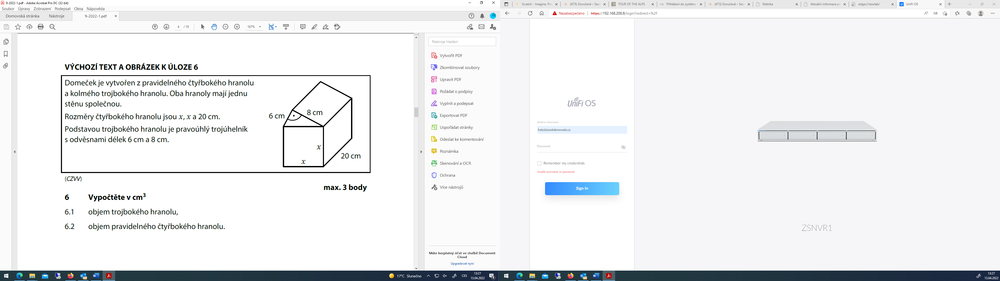 9-2022-1.pdf - Adobe Acrobat Pro DC (32-bit)
Soubor Úpravy Zobrazení Podepsat Okna Nápověda
Domovská stránka Nástroje 9-2022-1.pdf
4 / 10 167%
VÝCHOZÍ TEXT A OBRÁZEK K ÚLOZE 6
Domeček je vytvořen z pravidelného čtyřbokého hranolu
a kolmého trojbokého hranolu. Oba hranoly mají jednu
stěnu společnou.
Rozměry čtyřbokého hranolu jsou x, x a 20 cm.
Podstavou trojbokého hranolu je pravoúhlý trojúhelník
s odvěsnami délek 6 cm a 8 cm.
6 cm
8 cm
x
x
20 cm
(CZVV)
max. 3 body
6 Vypočtěte v cm³
6.1 objem trojbokého hranolu,
6.2 objem pravidelného čtyřbokého hranolu.
Nástroje hledání
Vytvořit PDF
Zkombinovat soubory
Upravit PDF
Požádat o podpisy
Vyplnit a podepsat
Exportovat PDF
Uspořádat stránky
Odeslat ke komentování
Poznámka
Skenování a OCR
Ochrana
Více nástrojů
Máte bezplatný účet ve službě Document
Cloud
Upgradovat nyní
17°C Slunečno CES 13:27
13.04.2022 4
Scratch - Imagine, Pro (475) Doručené – Sezn TOUR OF THE ALPS Přihlášení do systému (473) Doručené – Sezn Matrika Aktuální informace pr edge://newtab/ UniFi OS
Nezabezpečeno https://192.168.200.8/login?redirect=%2F
UniFi OS
Email or Username
holy@zsodolenavoda.cz
Password
Remember my credentials
Invalid username or password
Sign In
ZSNVR1
13:27
13.04.2022